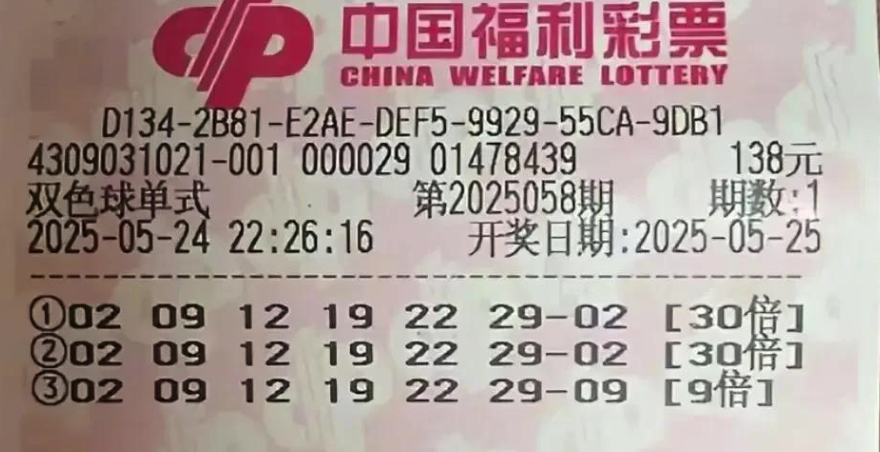 中国福利彩票
CHINA WELFARE LOTTERY
D134-2B81-E2AE-DEF5-9929-55CA-9DB1
4309031021-001 000029 01478439 138元
双色球单式 第2025058期 期数:1
2025-05-24 22:26:16 开奖日期:2025-05-25
①02 09 12 19 22 29-02 [30倍]
②02 09 12 19 22 29-02 [30倍]
③02 09 12 19 22 29-09 [9倍]